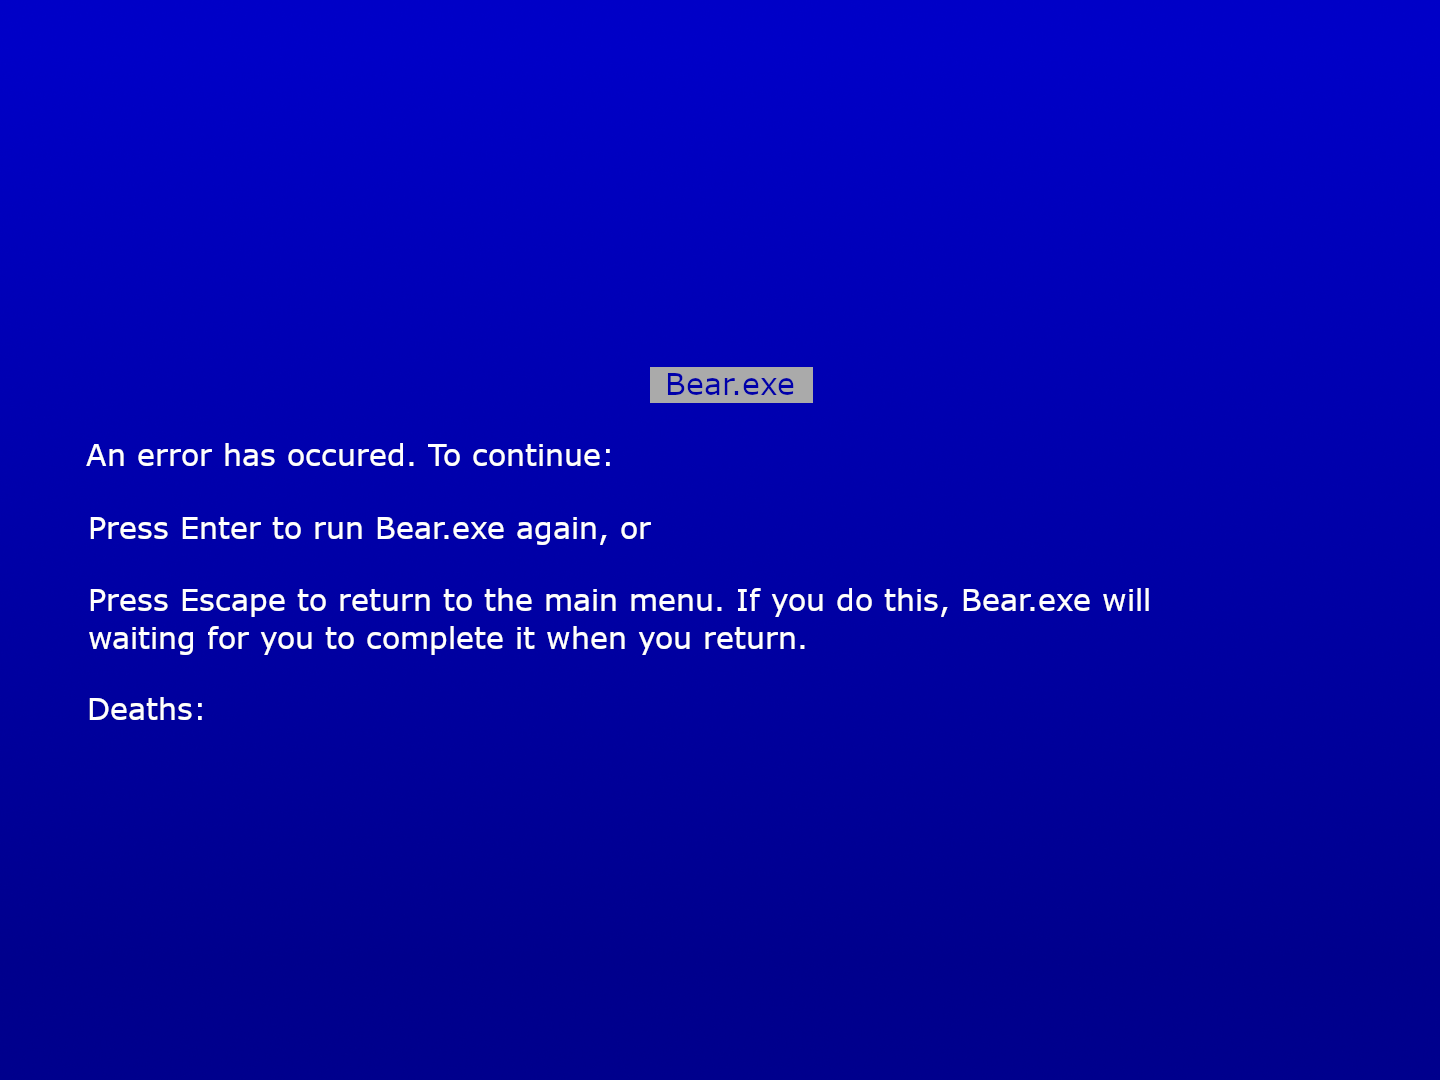 Bear.exe
An error has occured. To continue:
Press Enter to run Bear.exe again, or
Press Escape to return to the main menu. If you do this, Bear.exe will
waiting for you to complete it when you return.
Deaths: